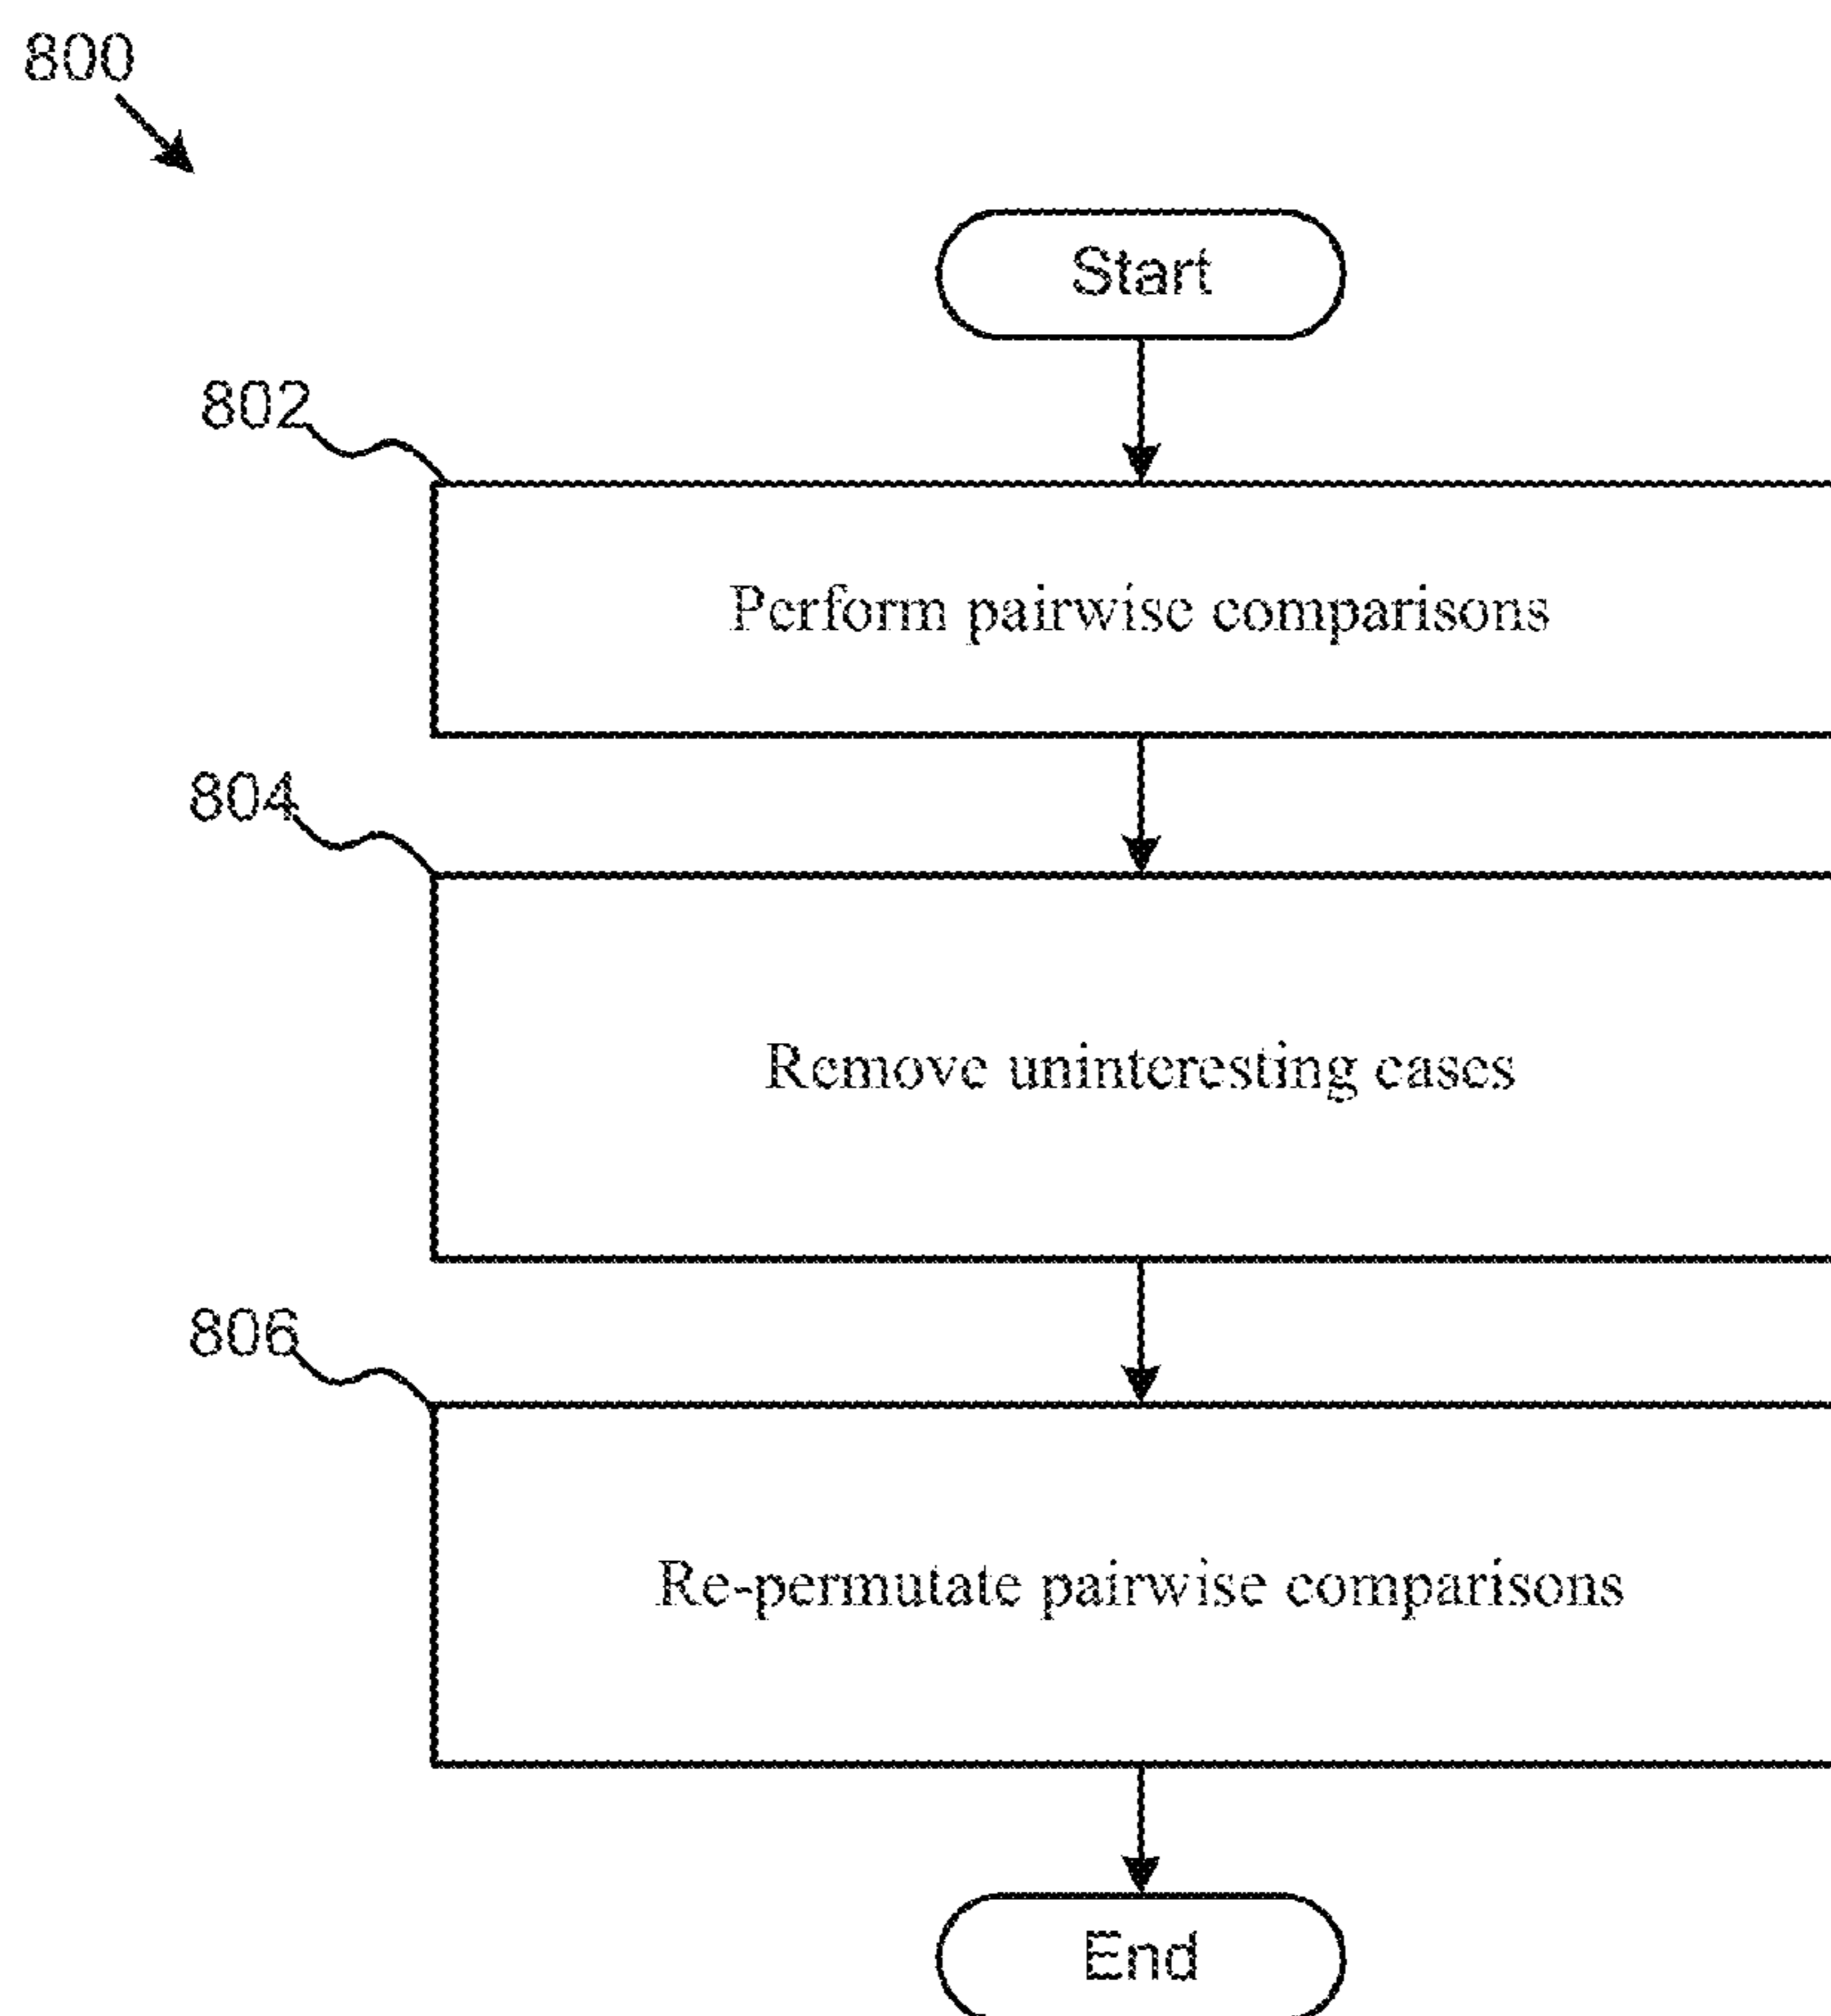 800
Start
802
Perform pairwise comparisons
804
Remove uninteresting cases
806
Re-permutate pairwise comparisons
End